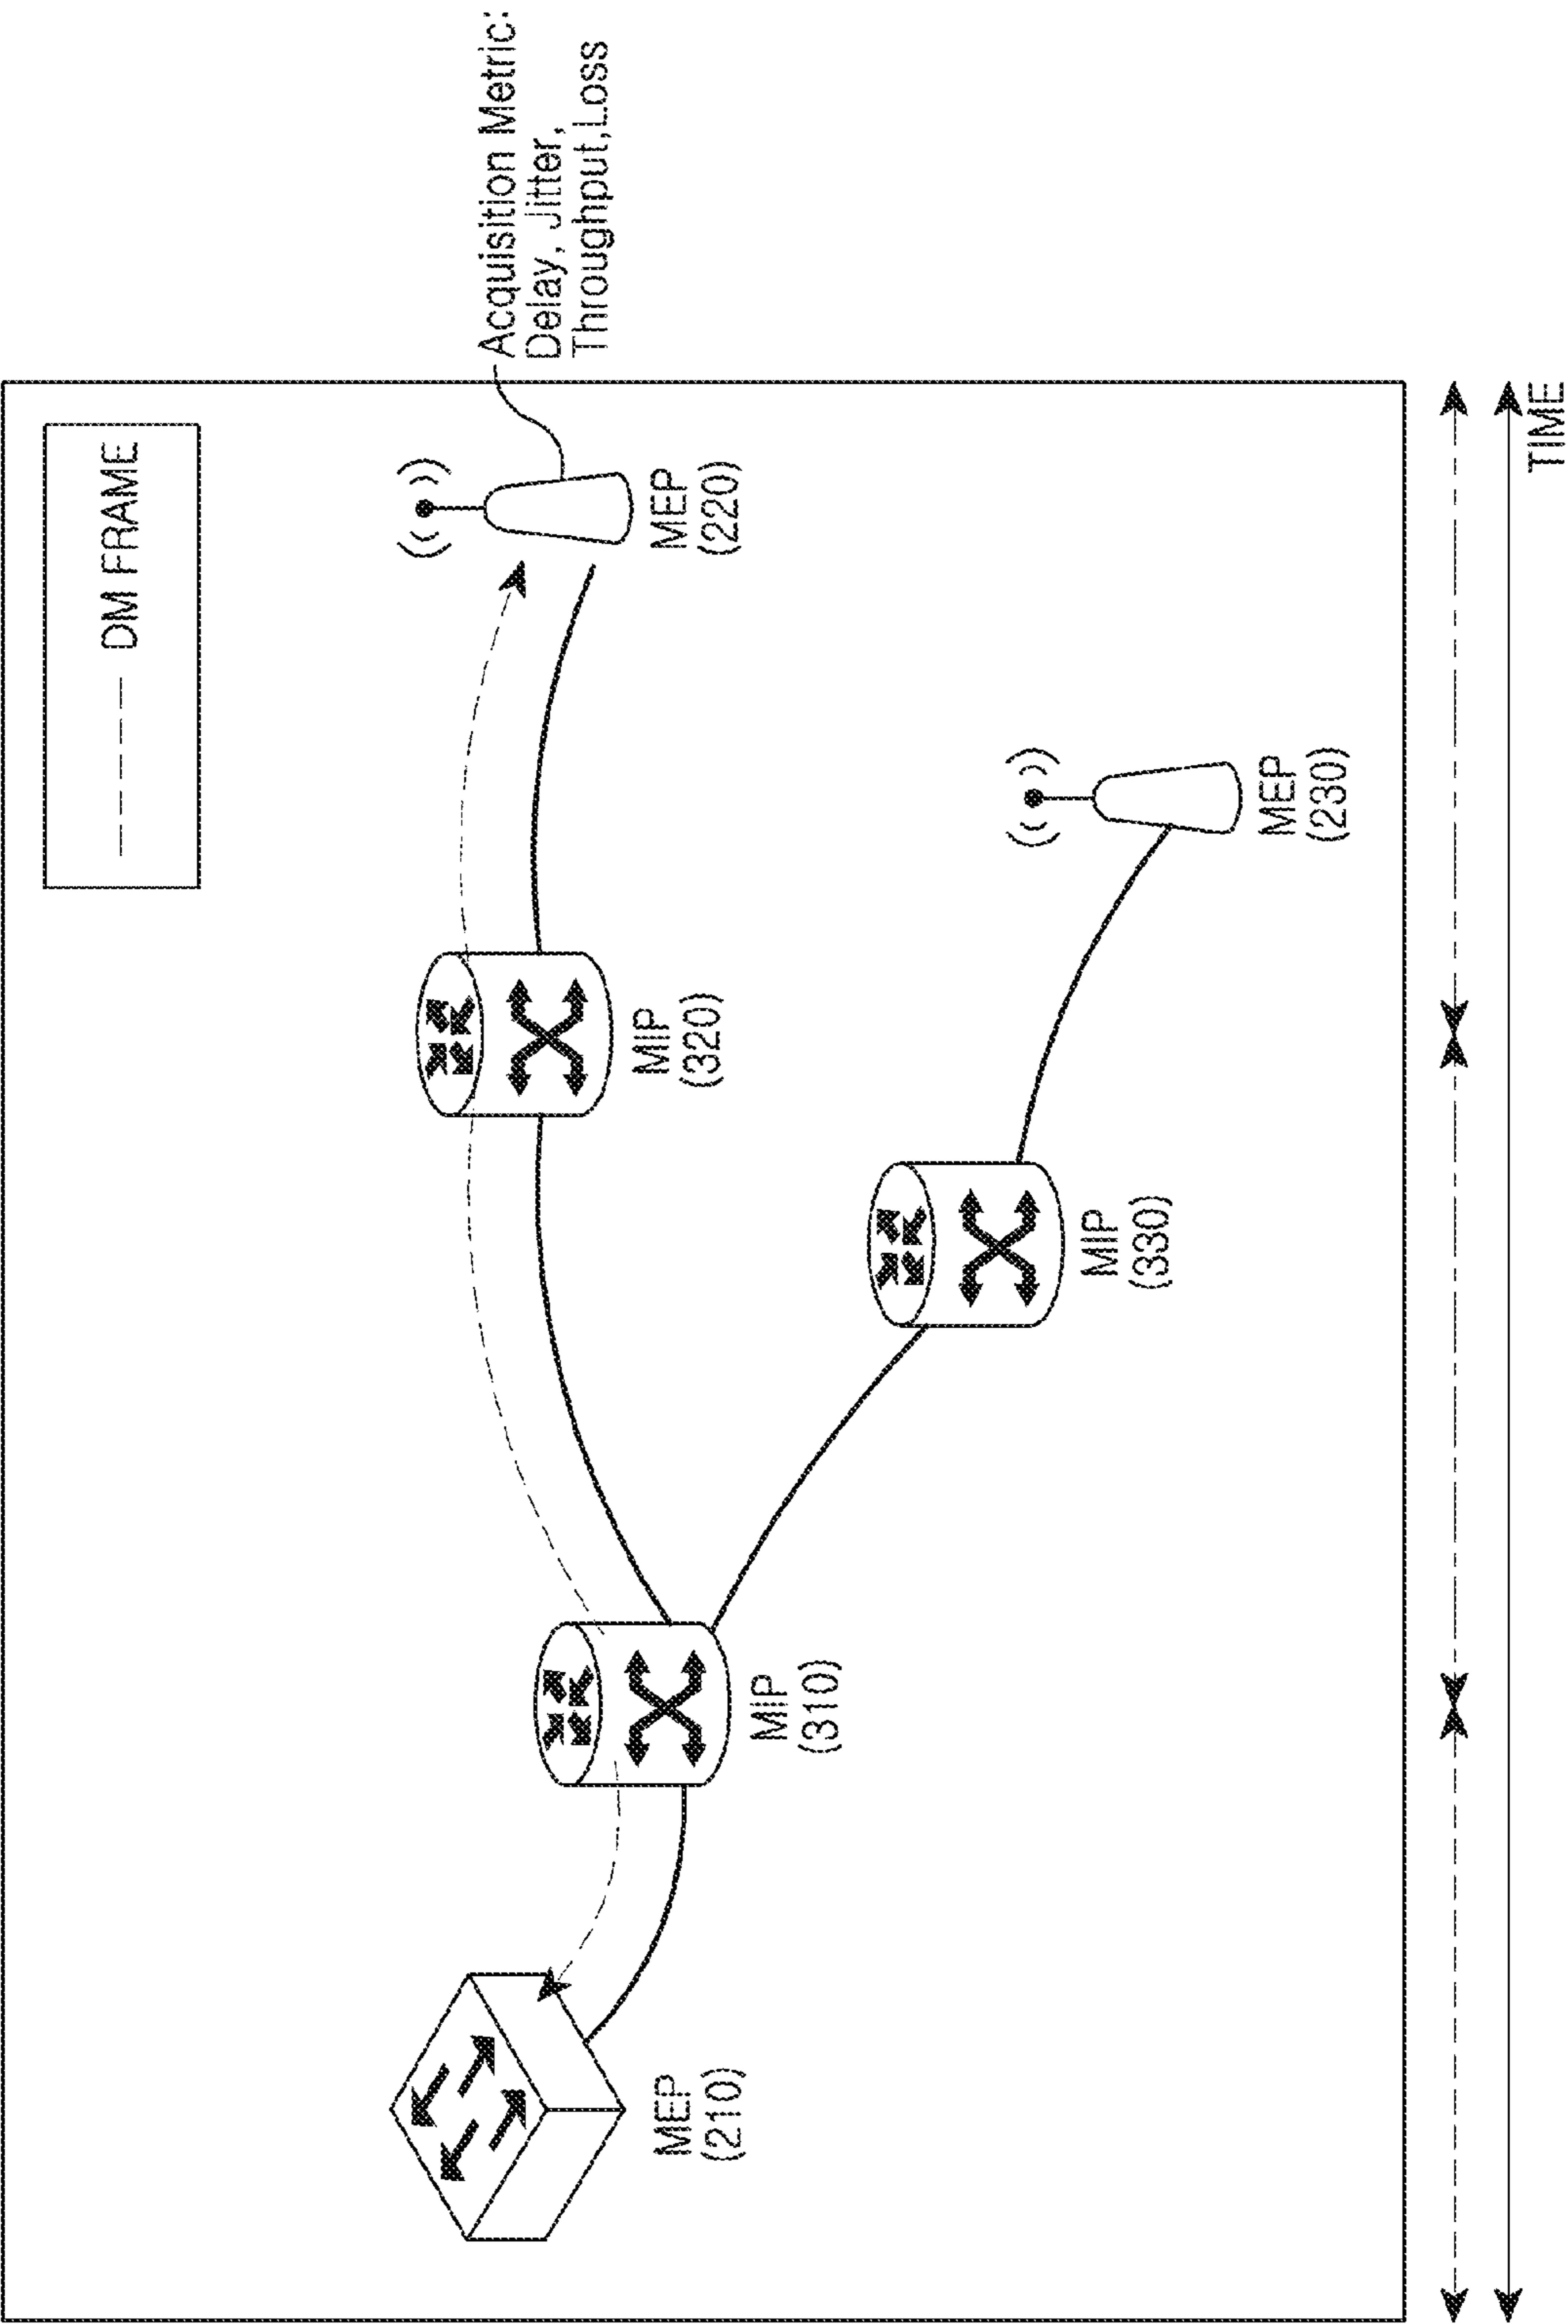 DM FRAME
Acquisition Metric:
Delay, Jitter,
Throughput,Loss
MEP
(210)
MIP
(310)
MIP
(320)
MEP
(220)
MIP
(330)
MEP
(230)
TIME